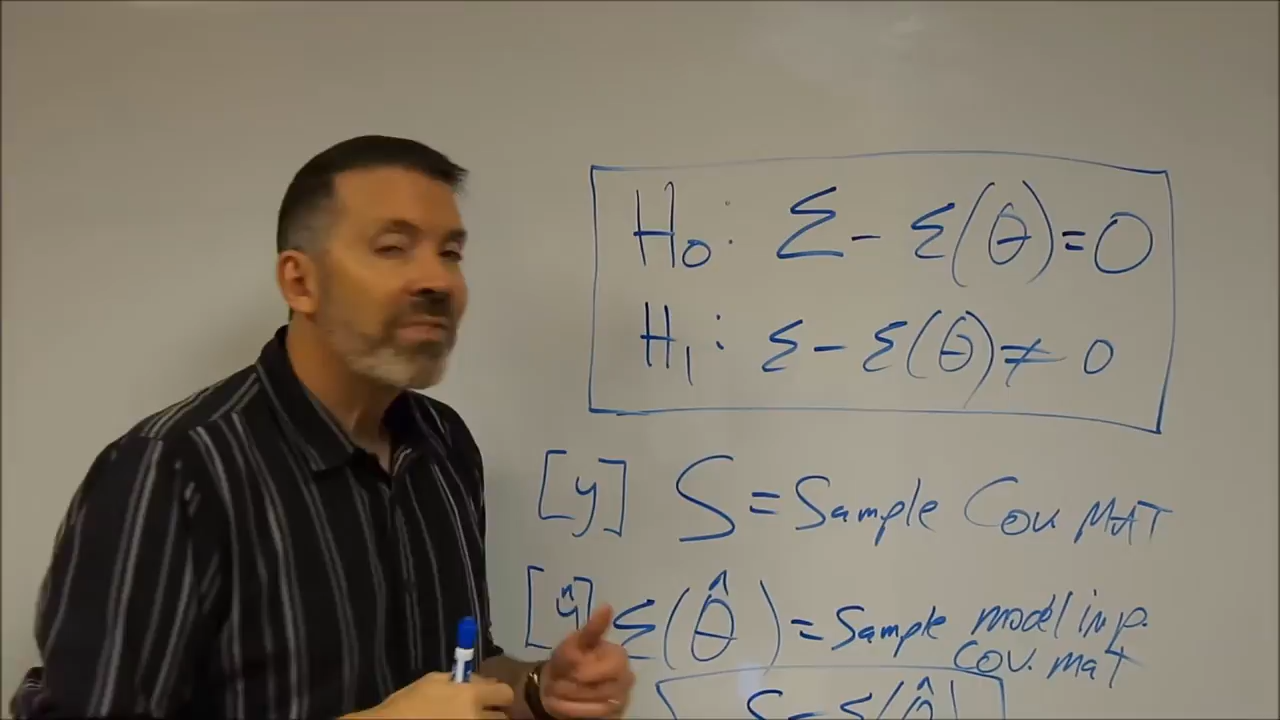 H₀: Σ - Σ(θ) = 0
H₁: Σ - Σ(θ) ≠ 0
[y] S = Sample Cov. MAT
[ŷ] Σ(θ̂) = Sample model imp.
Cov. mat
S - Σ(θ̂)